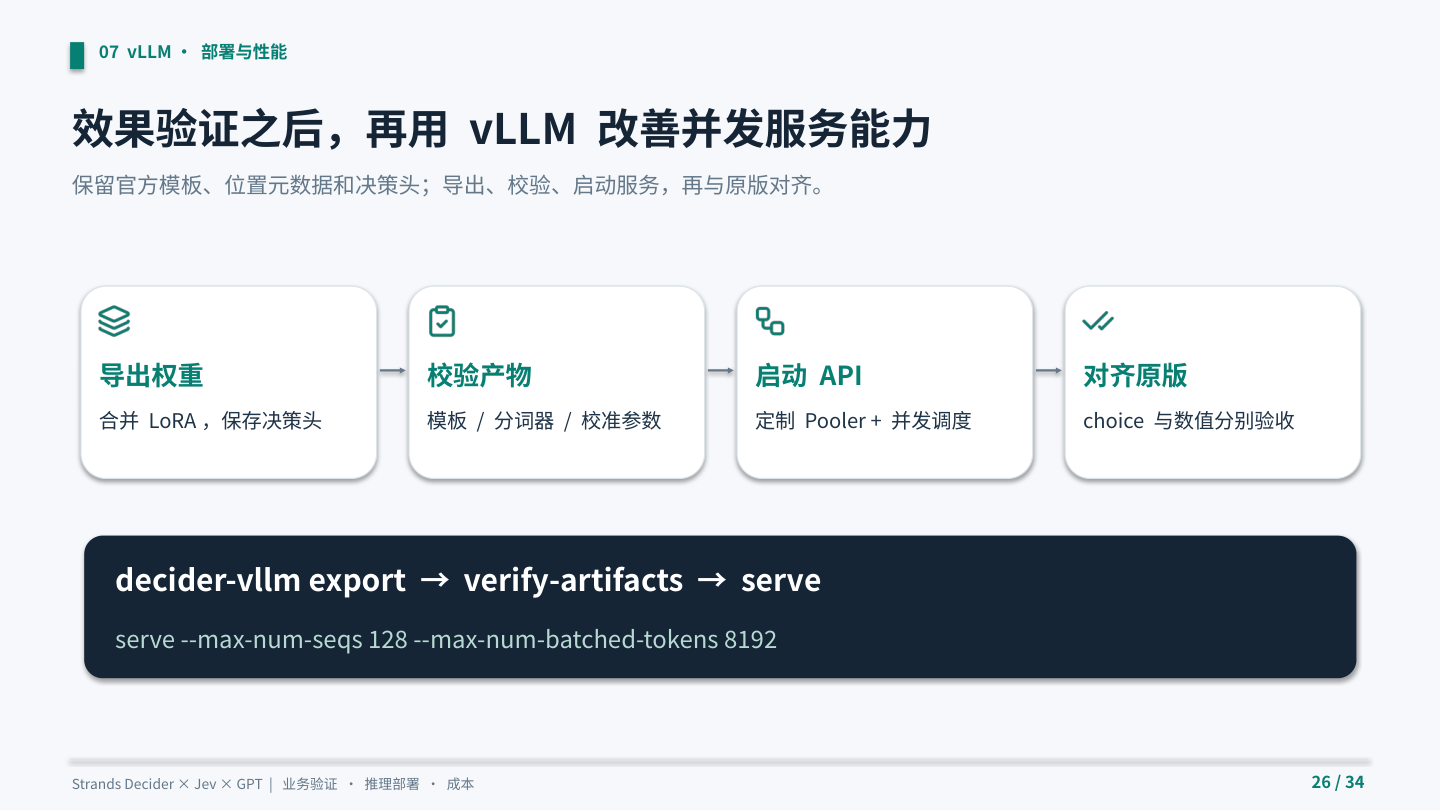 07 vLLM · 部署与性能
效果验证之后，再用 vLLM 改善并发服务能力
保留官方模板、位置元数据和决策头；导出、校验、启动服务，再与原版对齐。
导出权重
合并 LoRA，保存决策头
校验产物
模板 / 分词器 / 校准参数
启动 API
定制 Pooler + 并发调度
对齐原版
choice 与数值分别验收
decider-vllm export → verify-artifacts → serve
serve --max-num-seqs 128 --max-num-batched-tokens 8192
Strands Decider × Jev × GPT | 业务验证 · 推理部署 · 成本
26 / 34